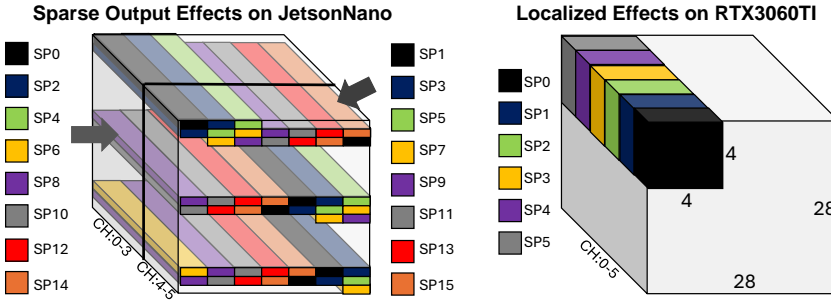 Sparse Output Effects on JetsonNano
SP0
SP2
SP4
SP6
SP8
SP10
SP12
SP14
CH:0-3
CH:4-5
SP1
SP3
SP5
SP7
SP9
SP11
SP13
SP15
Localized Effects on RTX3060TI
SP0
SP1
SP2
SP3
SP4
SP5
CH:0-5
4
4
28
28